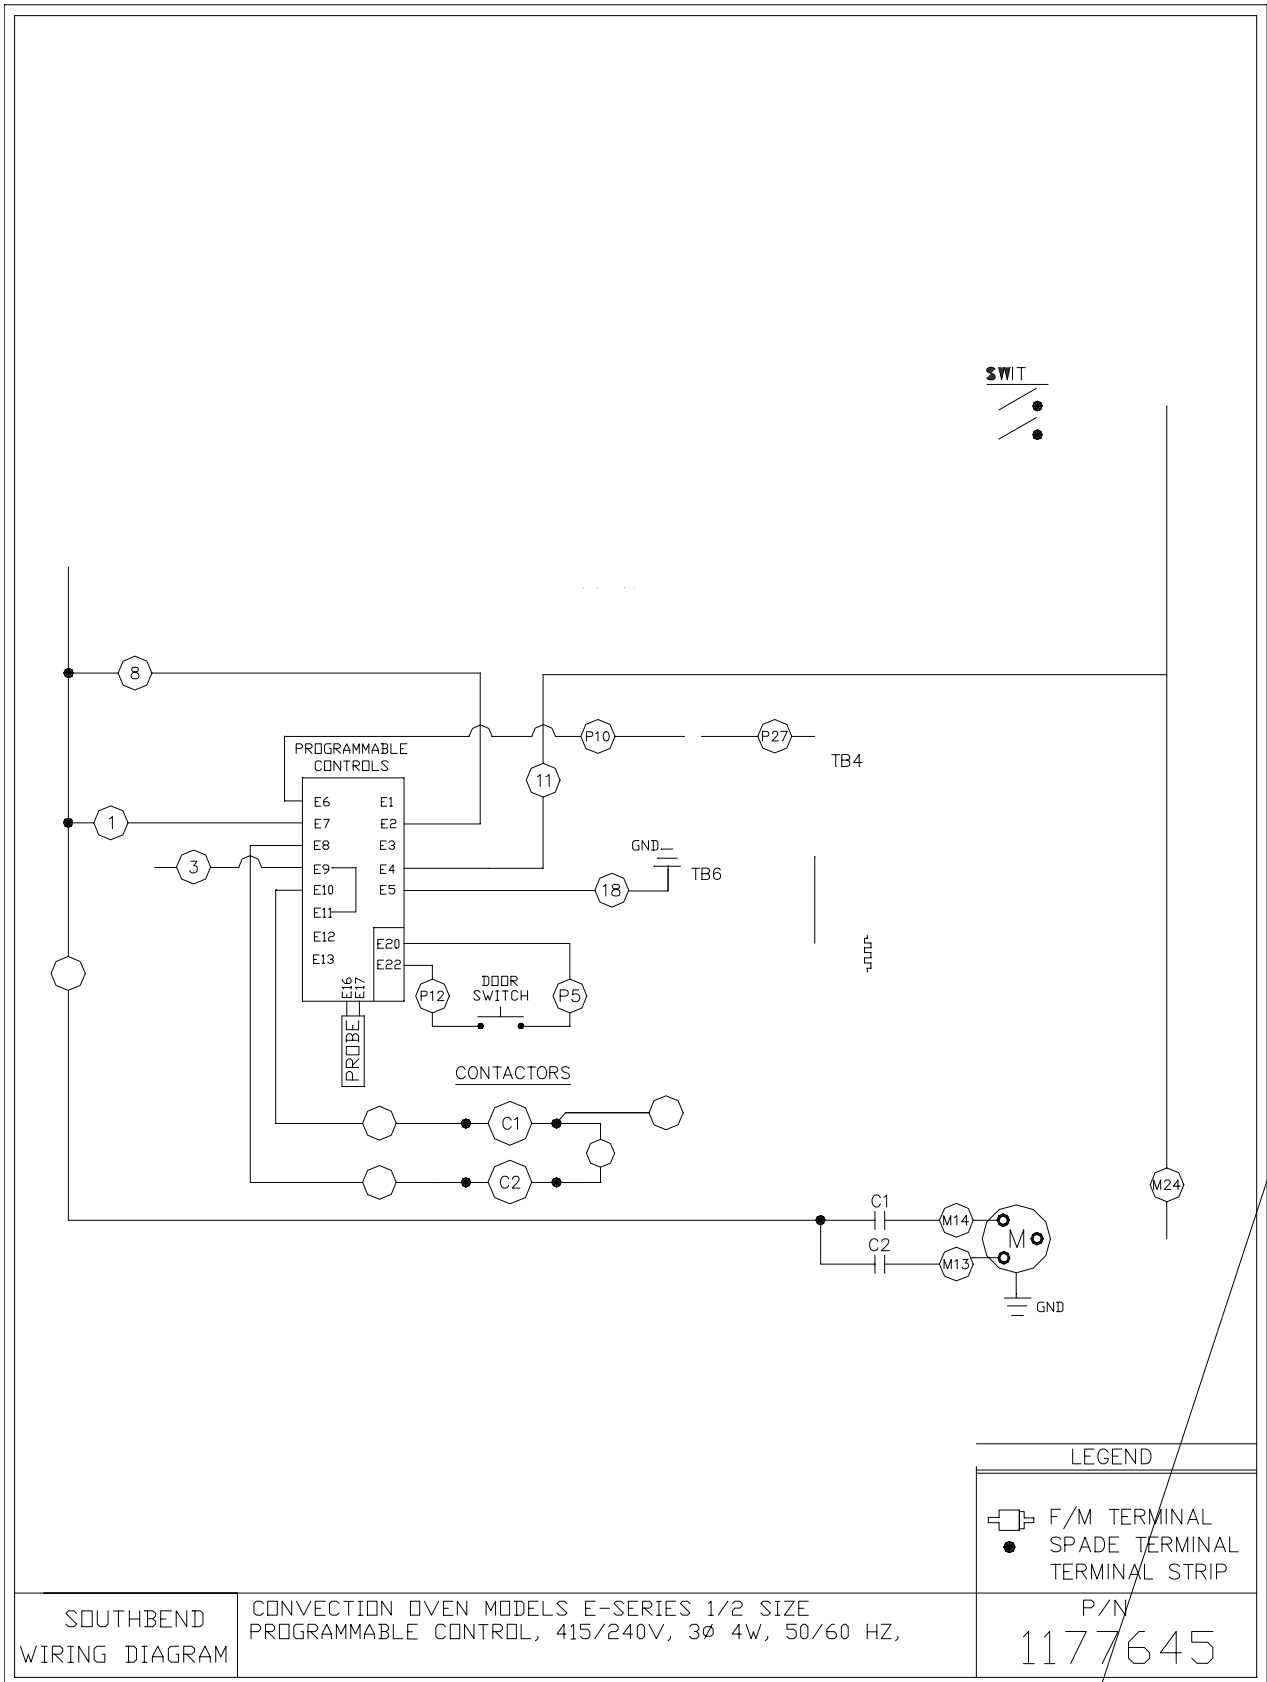 SWIT
8
P10
P27
TB4
PROGRAMMABLE
CONTROLS
11
E6
E1
1
E7
E2
E8
E3
3
E9
E4
GND
TB6
E10
E5
18
E11
E12
E20
E13
E22
E16
E17
P12
DOOR
SWITCH
P5
PROBE
CONTACTORS
C1
C2
M24
C1
M14
M
C2
M13
GND
LEGEND
F/M TERMINAL
SPADE TERMINAL
TERMINAL STRIP
SOUTHBEND
WIRING DIAGRAM
CONVECTION OVEN MODELS E-SERIES 1/2 SIZE
PROGRAMMABLE CONTROL, 415/240V, 3ø 4W, 50/60 HZ,
P/N
1177645